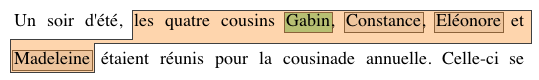 Un soir d'été, les quatre cousins Gabin, Constance, Eléonore et
Madeleine étaient réunis pour la cousinade annuelle. Celle-ci se